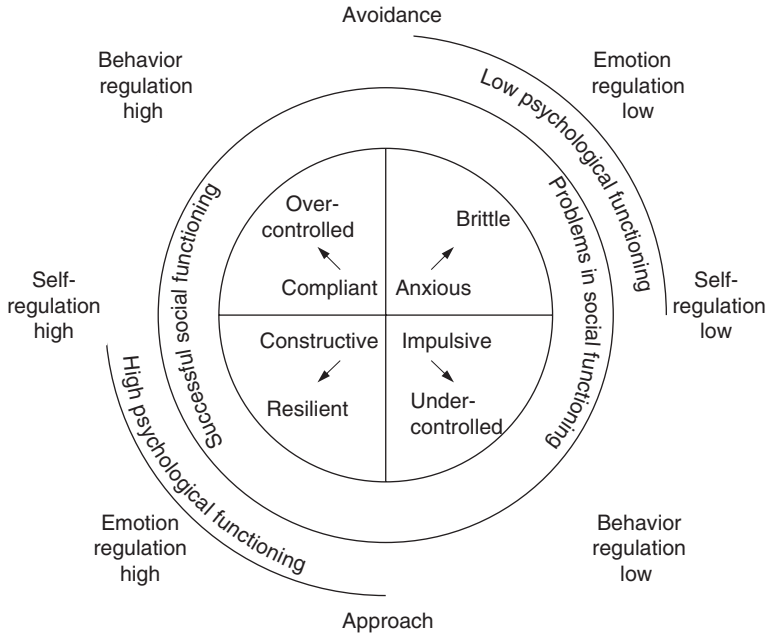 Avoidance
Behavior
regulation
high
Emotion
regulation
low
Low psychological functioning
Successful social functioning
Problems in social functioning
Over-
controlled
Brittle
Compliant
Anxious
Self-
regulation
high
Self-
regulation
low
Constructive
Impulsive
Resilient
Under-
controlled
High psychological functioning
Emotion
regulation
high
Behavior
regulation
low
Approach